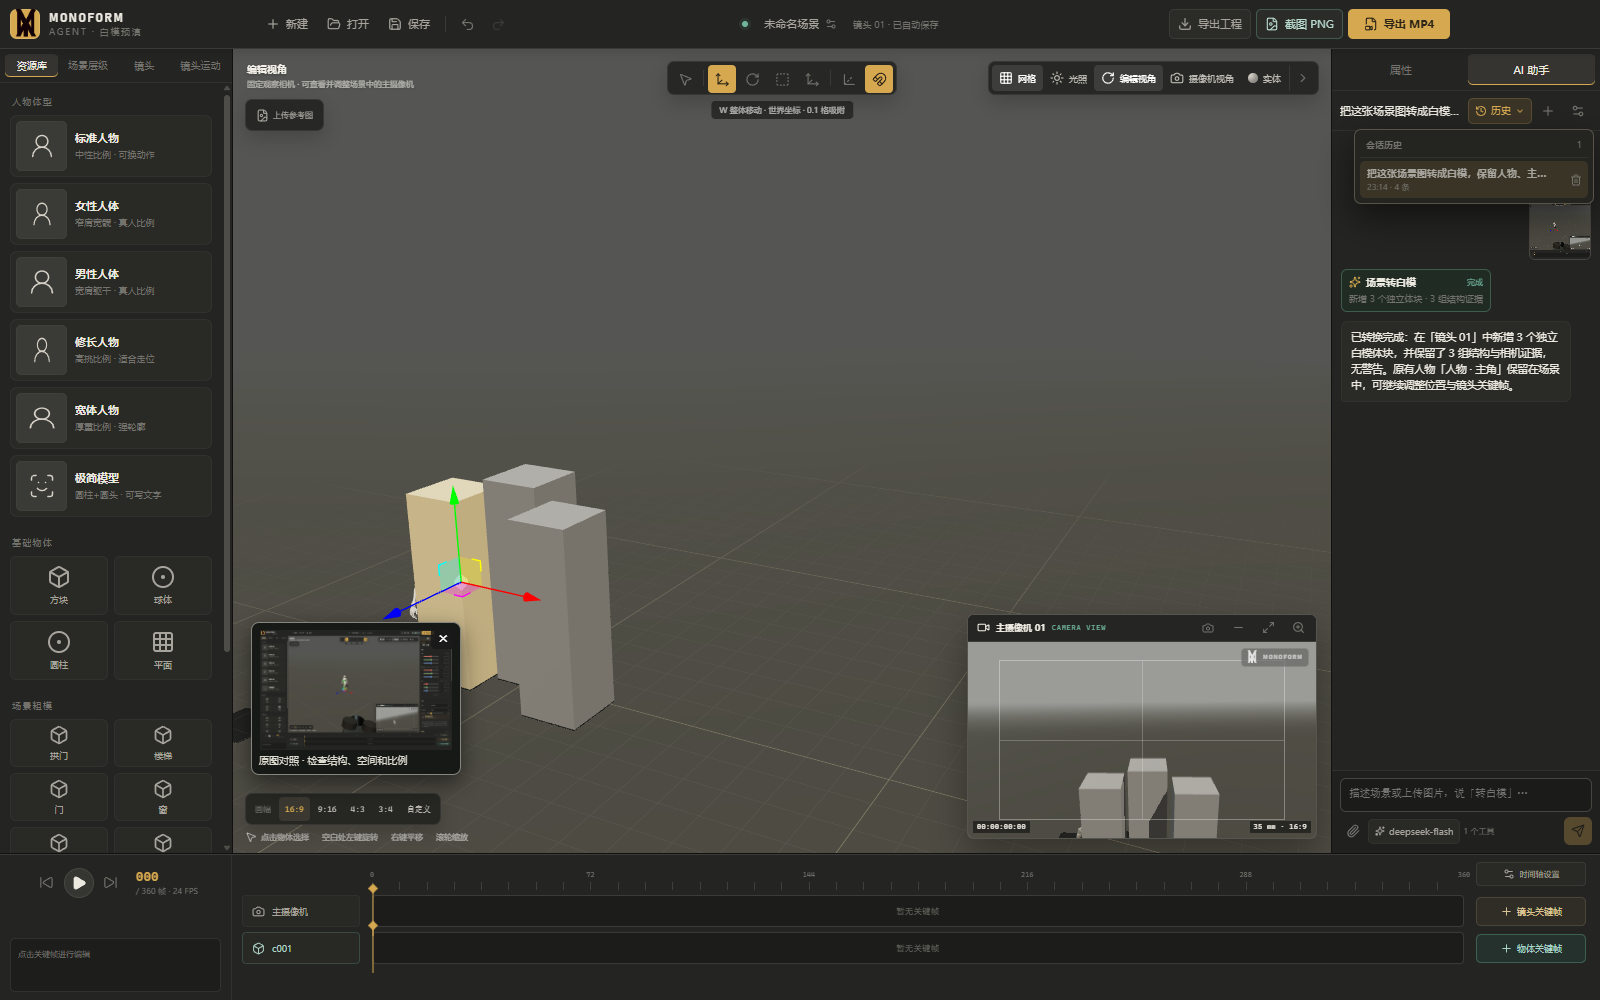 MONOFORM
AGENT · 白模预演
新建
打开
保存
未命名场景
镜头 01 · 已自动保存
导出工程
截图 PNG
导出 MP4
资源库
场景层级
镜头
镜头运动
人物体型
标准人物
中性比例 · 可换动作
女性人体
窄肩宽髋 · 真人比例
男性人体
宽肩躯干 · 真人比例
修长人物
高挑比例 · 适合走位
宽体人物
厚重比例 · 强轮廓
极简模型
圆柱+圆头 · 可写文字
基础物体
方块
球体
圆柱
平面
场景粗模
拱门
楼梯
门
窗
编辑视角
固定观察相机 · 可查看并调整场景中的主摄像机
上传参考图
W 整体移动 · 世界坐标 · 0.1 格吸附
网格
光照
编辑视角
摄像机视角
实体
原图对照 · 检查结构、空间和比例
画幅
16:9
9:16
4:3
3:4
自定义
点击物体选择
空白处左键旋转
右键平移
滚轮缩放
主摄像机 01
CAMERA VIEW
MONOFORM
00:00:00:00
35 mm · 16:9
属性
AI 助手
把这张场景图转成白模...
历史
会话历史
1
把这张场景图转成白模，保留人物、主...
23:14 · 4 条
场景转白模
完成
新增 3 个独立体块 · 3 组结构证据
已转换完成：在「镜头 01」中新增 3 个独立
白模体块，并保留了 3 组结构与相机证据，
无警告。原有人物「人物 · 主角」保留在场景
中，可继续调整位置与镜头关键帧。
描述场景或上传图片，说「转白模」…
deepseek-flash
1 个工具
000
/ 360 帧 · 24 FPS
点击关键帧进行编辑
0
72
144
216
288
360
主摄像机
暂无关键帧
c001
暂无关键帧
时间轴设置
镜头关键帧
物体关键帧